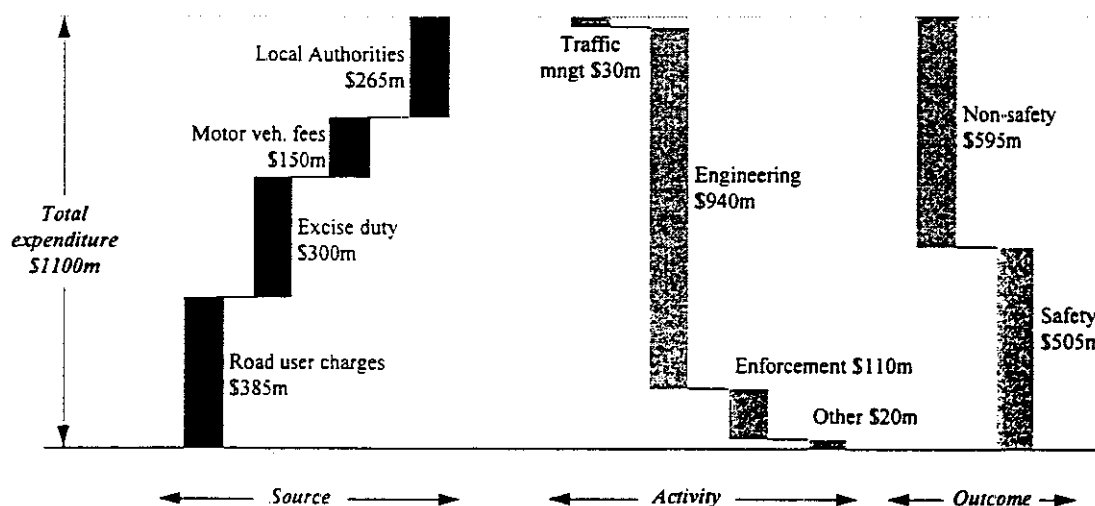 Local Authorities
$265m
Motor veh. fees
$150m
Total
expenditure
$1100m
Excise duty
$300m
Road user charges
$385m
Source
Traffic
mngt $30m
Engineering
$940m
Enforcement $110m
Other $20m
Activity
Non-safety
$595m
Safety
$505m
Outcome